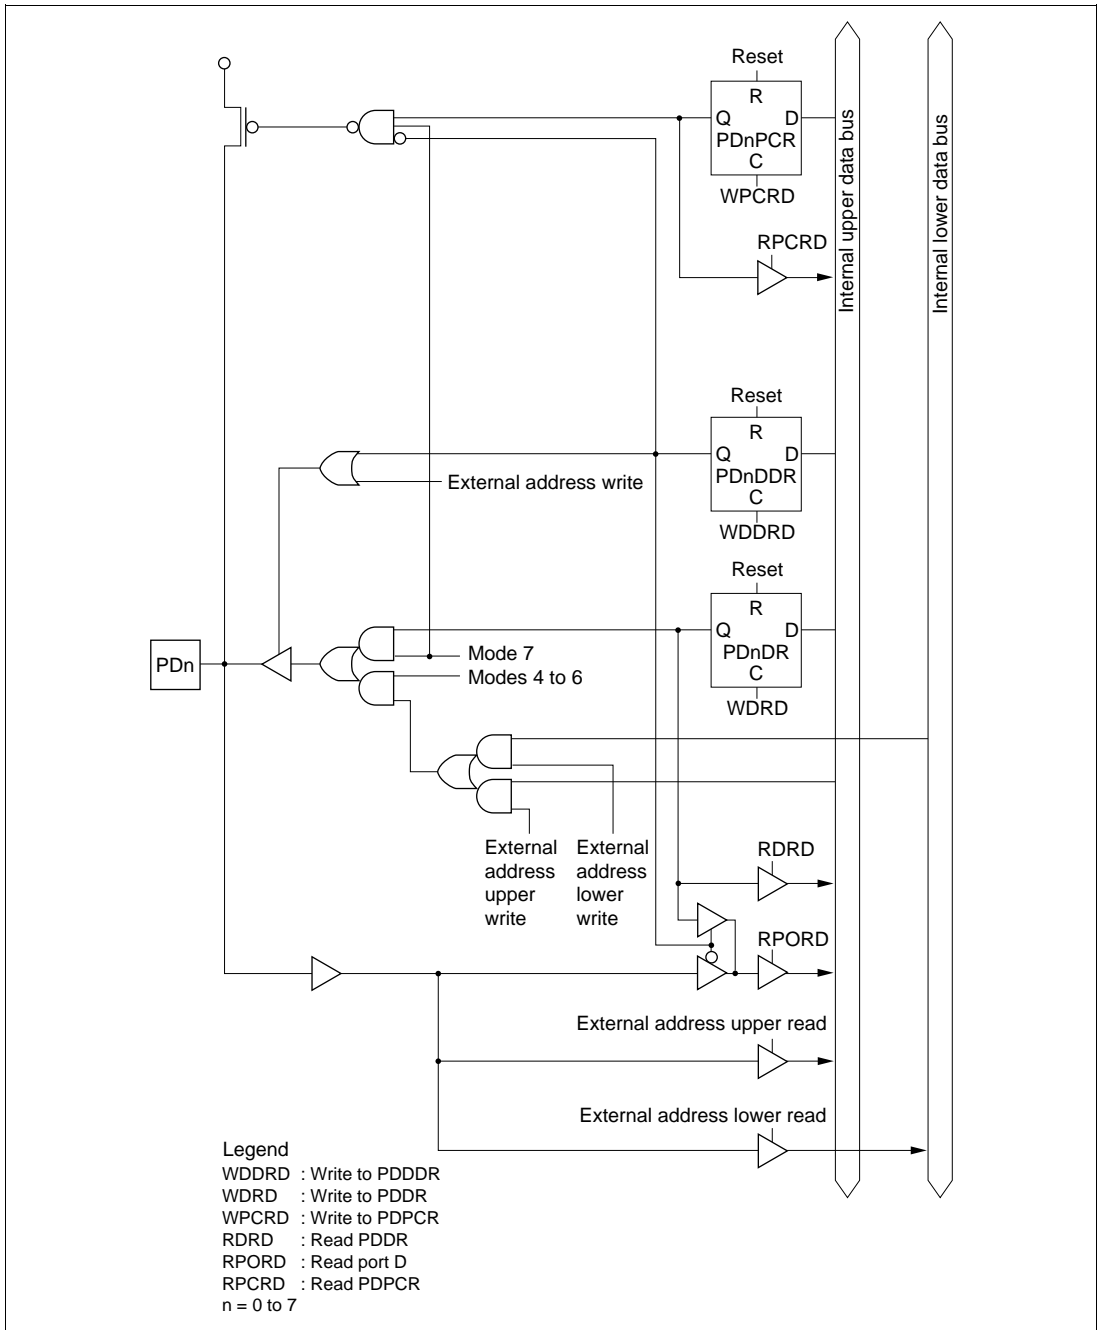 Reset
R
Q D
PDnPCR
C
WPCRD
RPCRD
Internal upper data bus
Internal lower data bus
Reset
R
Q D
PDnDDR
C
WDDRD
External address write
Reset
R
Q D
PDnDR
C
WDRD
PDn
Mode 7
Modes 4 to 6
External
address
upper
write
External
address
lower
write
RDRD
RPORD
External address upper read
External address lower read
Legend
WDDRD : Write to PDDDR
WDRD : Write to PDDR
WPCRD : Write to PDPCR
RDRD : Read PDDR
RPORD : Read port D
RPCRD : Read PDPCR
n = 0 to 7